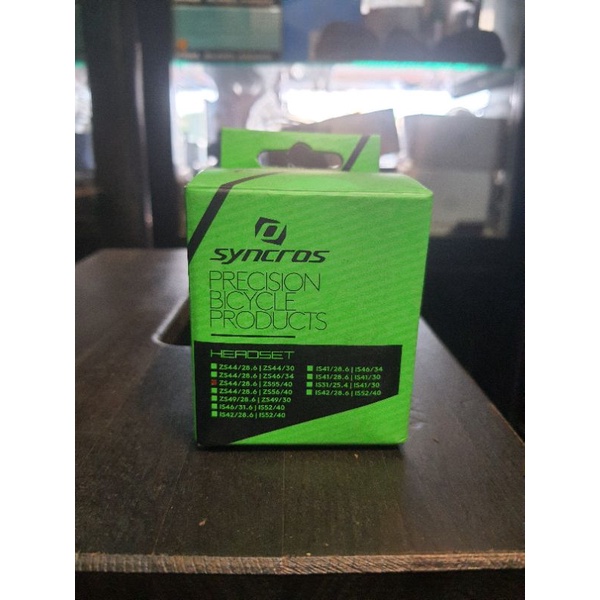 syncros
PRECISION
BICYCLE
PRODUCTS
HEADSET
ZS44/28.6 | ZS44/30
ZS44/28.6 | ZS46/34
ZS44/28.6 | ZS55/40
ZS44/28.6 | ZS56/40
ZS49/28.6 | ZS49/30
IS46/31.6 | IS52/40
IS42/28.6 | IS52/40
IS41/28.6 | IS46/34
IS41/28.6 | IS41/30
IS31/25.4 | IS41/30
IS42/28.6 | IS52/40